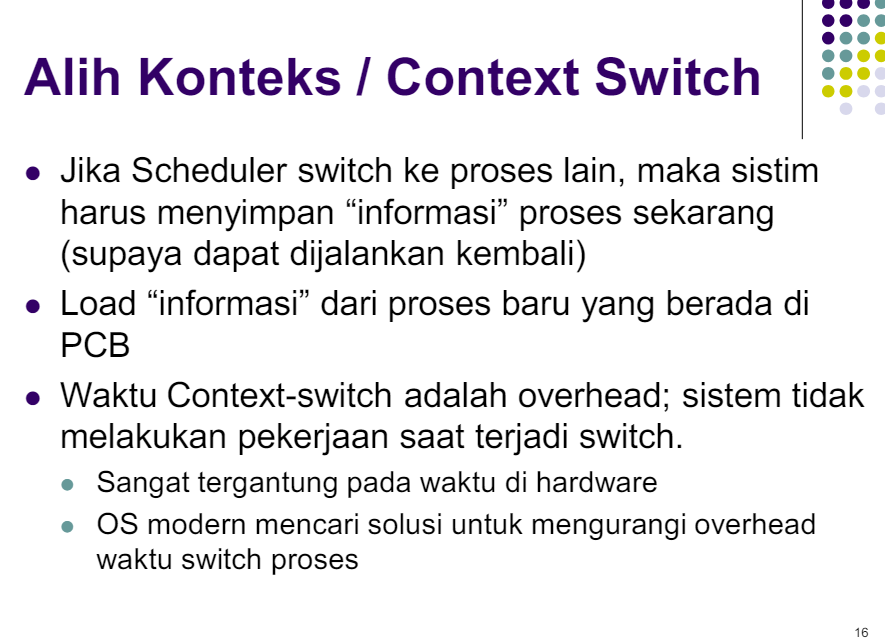 Alih Konteks / Context Switch
Jika Scheduler switch ke proses lain, maka sistim
harus menyimpan “informasi” proses sekarang
(supaya dapat dijalankan kembali)
Load “informasi” dari proses baru yang berada di
PCB
Waktu Context-switch adalah overhead; sistem tidak
melakukan pekerjaan saat terjadi switch.
Sangat tergantung pada waktu di hardware
OS modern mencari solusi untuk mengurangi overhead
waktu switch proses
16